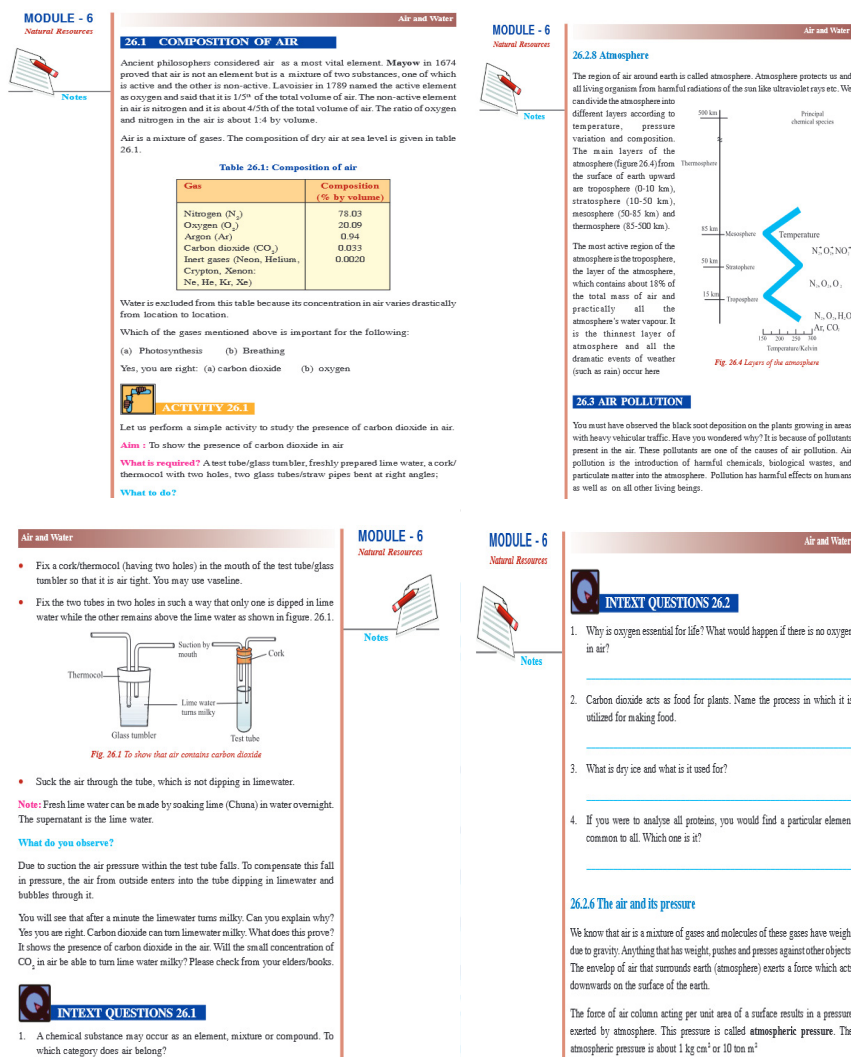 MODULE - 6
Natural Resources
Notes
Air and Water
26.1 COMPOSITION OF AIR
Ancient philosophers considered air as a most vital element. Mayow in 1674
proved that air is not an element but is a mixture of two substances, one of which
is active and the other is non-active. Lavoisier in 1789 named the active element
as oxygen and said that it is 1/5th of the total volume of air. The non-active element
in air is nitrogen and it is about 4/5th of the total volume of air. The ratio of oxygen
and nitrogen in the air is about 1:4 by volume.
Air is a mixture of gases. The composition of dry air at sea level is given in table
26.1.
Table 26.1: Composition of air
Gas Composition
(% by volume)
Nitrogen (N2) 78.03
Oxygen (O2) 20.09
Argon (Ar) 0.94
Carbon dioxide (CO2) 0.033
Inert gases (Neon, Helium, 0.0020
Crypton, Xenon:
Ne, He, Kr, Xe)
Water is excluded from this table because its concentration in air varies drastically
from location to location.
Which of the gases mentioned above is important for the following:
(a) Photosynthesis (b) Breathing
Yes, you are right: (a) carbon dioxide (b) oxygen
ACTIVITY 26.1
Let us perform a simple activity to study the presence of carbon dioxide in air.
Aim : To show the presence of carbon dioxide in air
What is required? A test tube/glass tumbler, freshly prepared lime water, a cork/
thermocol with two holes, two glass tubes/straw pipes bent at right angles;
What to do?
MODULE - 6
Natural Resources
Notes
Air and Water
26.2.8 Atmosphere
The region of air around earth is called atmosphere. Atmosphere protects us and
all living organism from harmful radiations of the sun like ultraviolet rays etc. We
can divide the atmosphere into
different layers according to
temperature, pressure
variation and composition.
The main layers of the
atmosphere (figure 26.4) from
the surface of earth upward
are troposphere (0-10 km),
stratosphere (10-50 km),
mesosphere (50-85 km) and
thermosphere (85-500 km).
The most active region of the
atmosphere is the troposphere,
the layer of the atmosphere,
which contains about 18% of
the total mass of air and
practically all the
atmosphere's water vapour. It
is the thinnest layer of
atmosphere and all the
dramatic events of weather
(such as rain) occur here
500 km
Principal
chemical species
Thermosphere
85 km
Mesosphere
Temperature
50 km
Stratophere
15 km
Tropesphere
N2, O2, H2O
Ar, CO2
150 200 250 300
Temperature/Kelvin
Fig. 26.4 Layers of the atmosphere
26.3 AIR POLLUTION
You must have observed the black soot deposition on the plants growing in areas
with heavy vehicular traffic. Have you wondered why? It is because of pollutants
present in the air. These pollutants are one of the causes of air pollution. Air
pollution is the introduction of harmful chemicals, biological wastes, and
particulate matter into the atmosphere. Pollution has harmful effects on humans
as well as on all other living beings.
Air and Water
MODULE - 6
Natural Resources
Notes
• Fix a cork/thermocol (having two holes) in the mouth of the test tube/glass
tumbler so that it is air tight. You may use vaseline.
• Fix the two tubes in two holes in such a way that only one is dipped in lime
water while the other remains above the lime water as shown in figure. 26.1.
Suction by
mouth
Cork
Thermocol
Lime water
turns milky
Glass tumbler
Test tube
Fig. 26.1 To show that air contains carbon dioxide
• Suck the air through the tube, which is not dipping in limewater.
Note: Fresh lime water can be made by soaking lime (Chuna) in water overnight.
The supernatant is the lime water.
What do you observe?
Due to suction the air pressure within the test tube falls. To compensate this fall
in pressure, the air from outside enters into the tube dipping in limewater and
bubbles through it.
You will see that after a minute the limewater turns milky. Can you explain why?
Yes you are right. Carbon dioxide can turn limewater milky. What does this prove?
It shows the presence of carbon dioxide in the air. Will the small concentration of
CO2 in air be able to turn lime water milky? Please check from your elders/books.
INTEXT QUESTIONS 26.1
1. A chemical substance may occur as an element, mixture or compound. To
which category does air belong?
MODULE - 6
Natural Resources
Notes
Air and Water
INTEXT QUESTIONS 26.2
1. Why is oxygen essential for life? What would happen if there is no oxygen
in air?
2. Carbon dioxide acts as food for plants. Name the process in which it is
utilized for making food.
3. What is dry ice and what is it used for?
4. If you were to analyse all proteins, you would find a particular elemen
common to all. Which one is it?
26.2.6 The air and its pressure
We know that air is a mixture of gases and molecules of these gases have weigh
due to gravity. Anything that has weight, pushes and presses against other objects
The envelop of air that surrounds earth (atmosphere) exerts a force which acts
downwards on the surface of the earth.
The force of air column acting per unit area of a surface results in a pressure
exerted by atmosphere. This pressure is called atmospheric pressure. The
atmospheric pressure is about 1 kg cm² or 10 ton m²